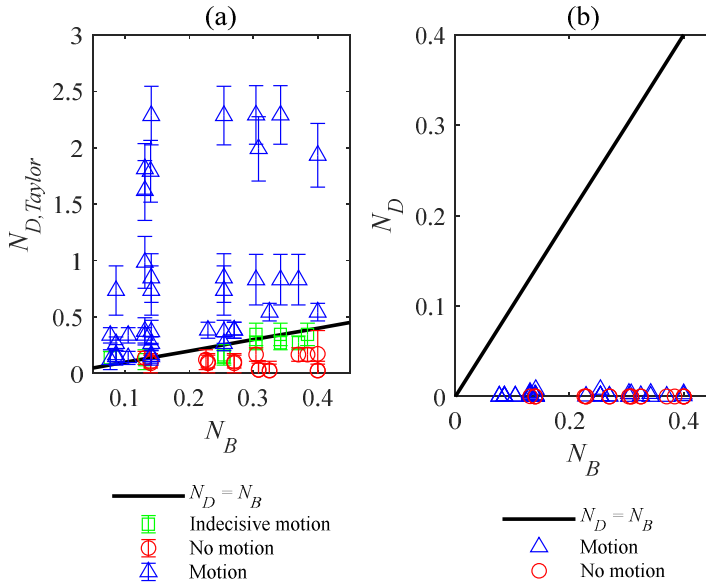 (a)
3
2.5
2
1.5
1
0.5
0
N_D,Taylor
0.1 0.2 0.3 0.4
N_B
N_D = N_B
Indecisive motion
No motion
Motion
(b)
0.4
0.3
0.2
0.1
0
N_D
0 0.2 0.4
N_B
N_D = N_B
Motion
No motion